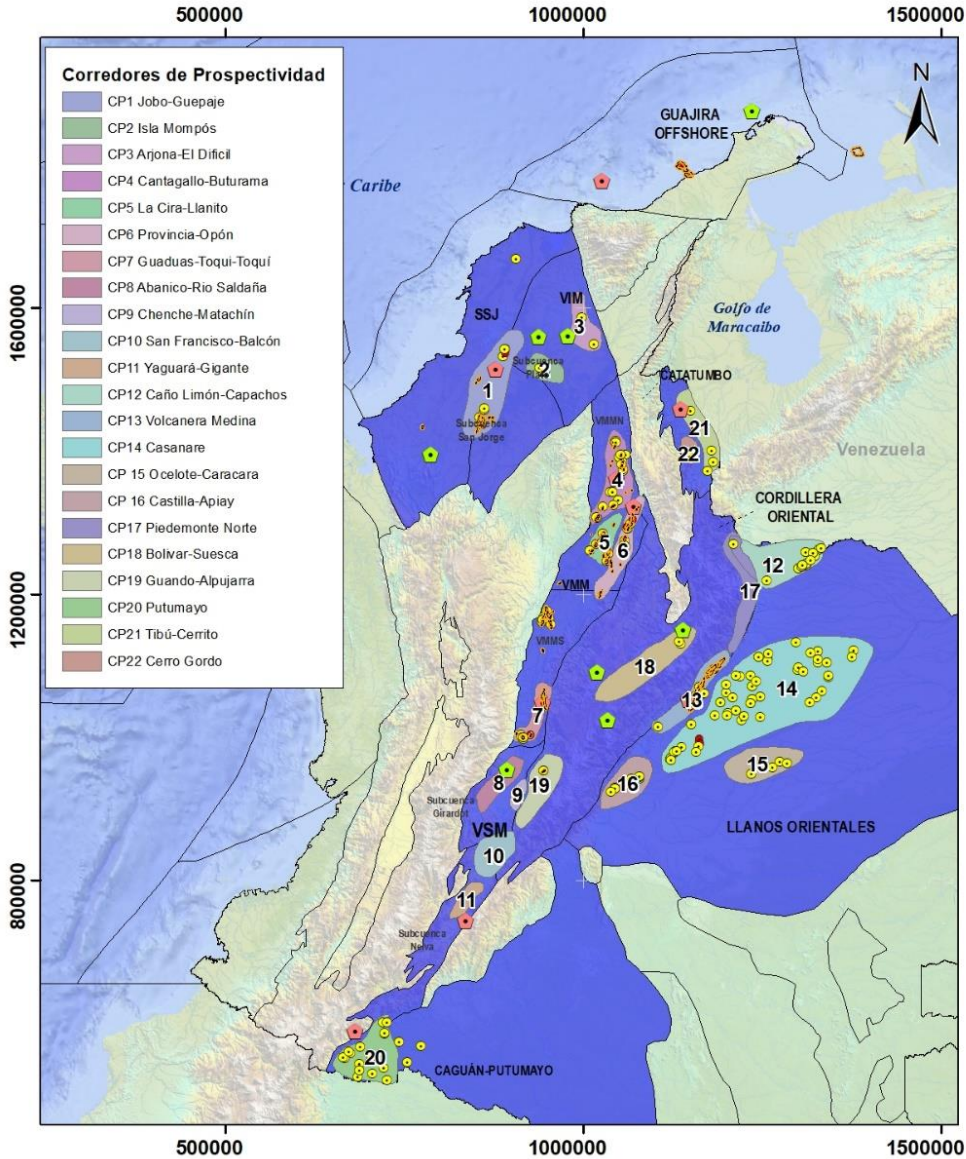 500000 1000000 1500000
Corredores de Prospectividad
CP1 Jobo-Guepaje
CP2 Isla Mompós
CP3 Arjona-El Dificil
CP4 Cantagallo-Buturama
CP5 La Cira-Llanito
CP6 Provincia-Opón
CP7 Guaduas-Toqui-Toquí
CP8 Abanico-Rio Saldaña
CP9 Chenche-Matachín
CP10 San Francisco-Balcón
CP11 Yaguará-Gigante
CP12 Caño Limón-Capachos
CP13 Volcanera Medina
CP14 Casanare
CP 15 Ocelote-Caracara
CP 16 Castilla-Apiay
CP17 Piedemonte Norte
CP18 Bolivar-Suesca
CP19 Guando-Alpujarra
CP20 Putumayo
CP21 Tibú-Cerrito
CP22 Cerro Gordo
N
GUAJIRA
OFFSHORE
Caribe
1600000
SSJ
VIM
3
Golfo de
Maracaibo
Subcuenca
2
CATATUMBO
1
Subcuenca
San Jorge
VMMN
21
22
Venezuela
4
CORDILLERA
ORIENTAL
5
6
12
17
1200000
VMM
VMMS
18
14
13
7
15
16
8
9
19
Subcuenca
Girardot
VSM
LLANOS ORIENTALES
10
800000
11
Subcuenca
Neiva
20
CAGUÁN-PUTUMAYO
500000 1000000 1500000